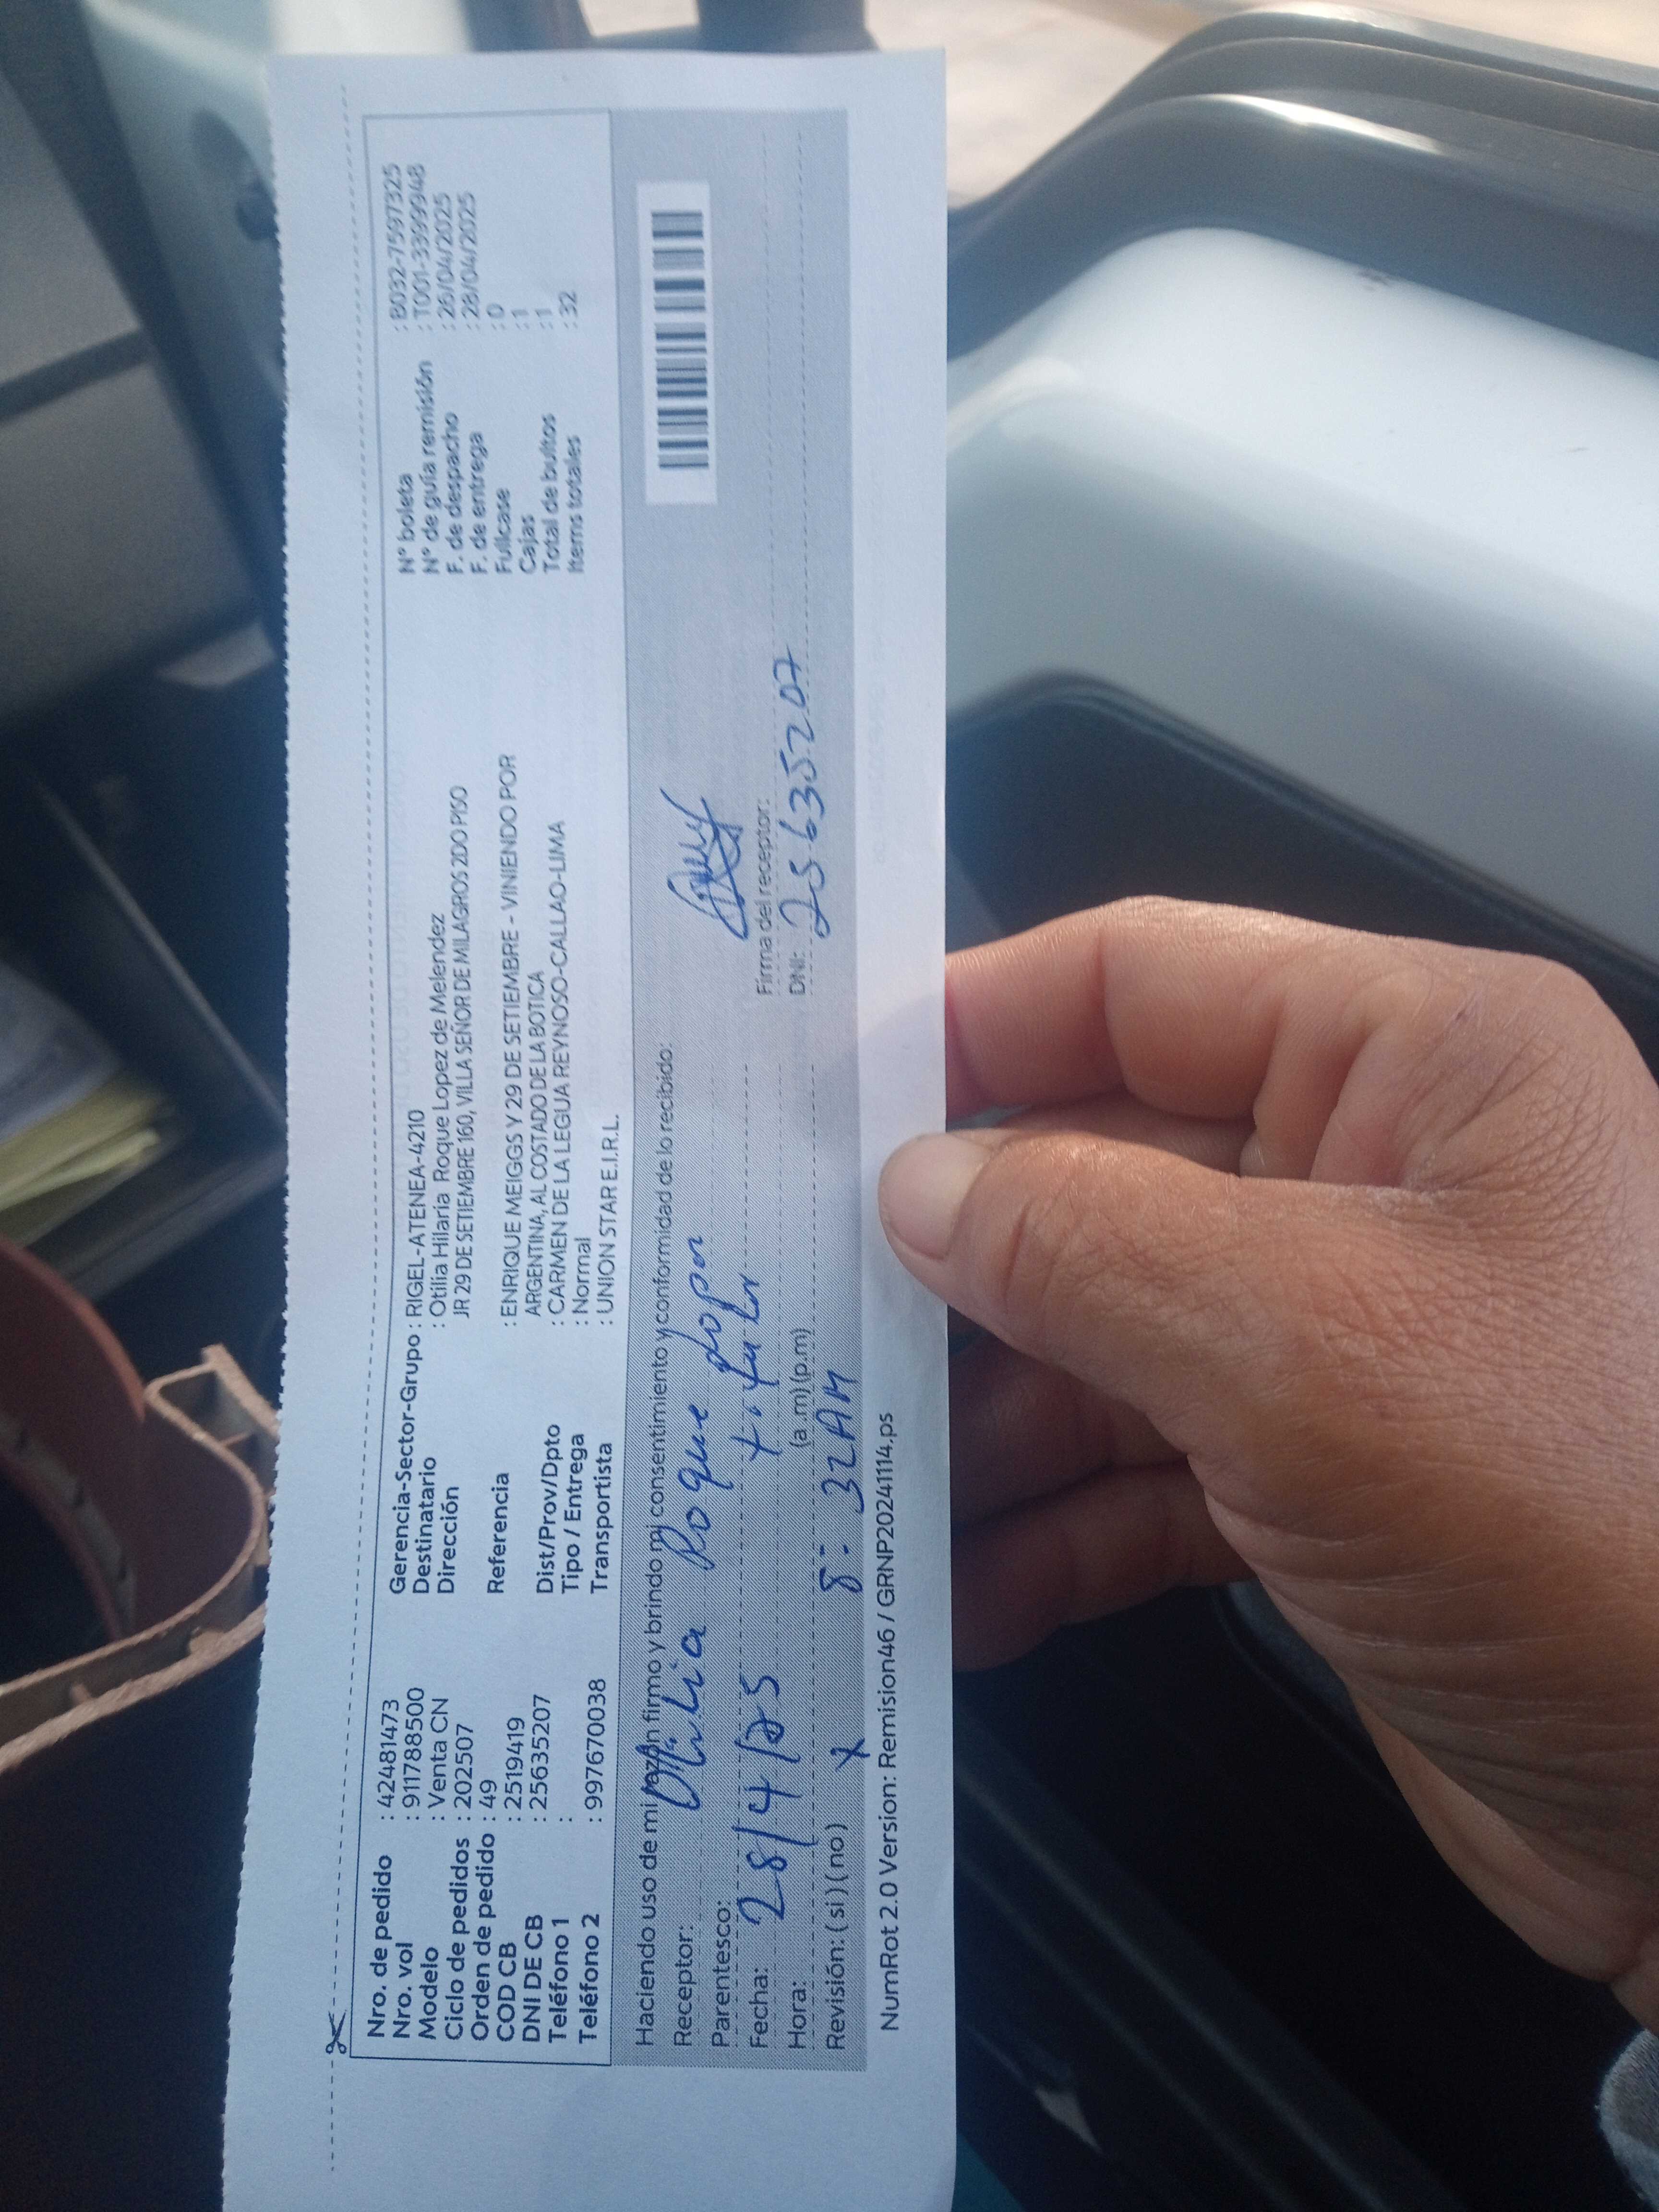 Nro. de pedido : 42481473
Nro. vol : 911788500
Modelo : Venta CN
Ciclo de pedidos : 202507
Orden de pedido : 49
COD CB : 2519419
DNI DE CB : 25635207
Teléfono 1 :
Teléfono 2 : 997670038
Gerencia-Sector-Grupo : RIGEL-ATENEA-4210
Destinatario : Otilia Hilaria Roque Lopez de Melendez
Dirección JR 29 DE SETIEMBRE 160, VILLA SEÑOR DE MILAGROS 2DO PISO
Referencia : ENRIQUE MEIGGS Y 29 DE SETIEMBRE - VINIENDO POR
ARGENTINA, AL COSTADO DE LA BOTICA
Dist/Prov/Dpto : CARMEN DE LA LEGUA REYNOSO-CALLAO-LIMA
Tipo / Entrega : Normal
Transportista : UNION STAR E.I.R.L.
N° boleta : B032-7597325
N° de guía remisión : T001-33999948
F. de despacho : 26/04/2025
F. de entrega : 28/04/2025
Fullcase : 0
Cajas : 1
Total de bultos : 1
Items totales : 32
Haciendo uso de mi razón firmo y brindo mi consentimiento y conformidad de lo recibido:
Receptor: Otilia Roque Lopez
Parentesco: titular
Fecha: 28/4/25
Hora: 8:32AM (a.m) (p.m)
Revisión: (si) (no) X
Firma del receptor:
DNI: 25635207
NumRot 2.0 Version: Remision46 / GRNP20241114.ps